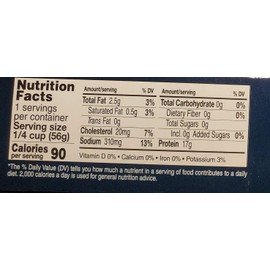 Nutrition Facts
1 servings per container
Serving size
1/4 cup (56g)
Calories per serving 90
Amount/serving % DV
Total Fat 2.5g 3%
Saturated Fat 0.5g 3%
Trans Fat 0g
Cholesterol 20mg 7%
Sodium 310mg 13%
Amount/serving % DV
Total Carbohydrate 0g 0%
Dietary Fiber 0g 0%
Total Sugars 0g
Incl. 0g Added Sugars 0%
Protein 17g
Vitamin D 0% • Calcium 0% • Iron 0% • Potassium 3%
*The % Daily Value (DV) tells you how much a nutrient in a serving of food contributes to a daily
diet. 2,000 calories a day is used for general nutrition advice.